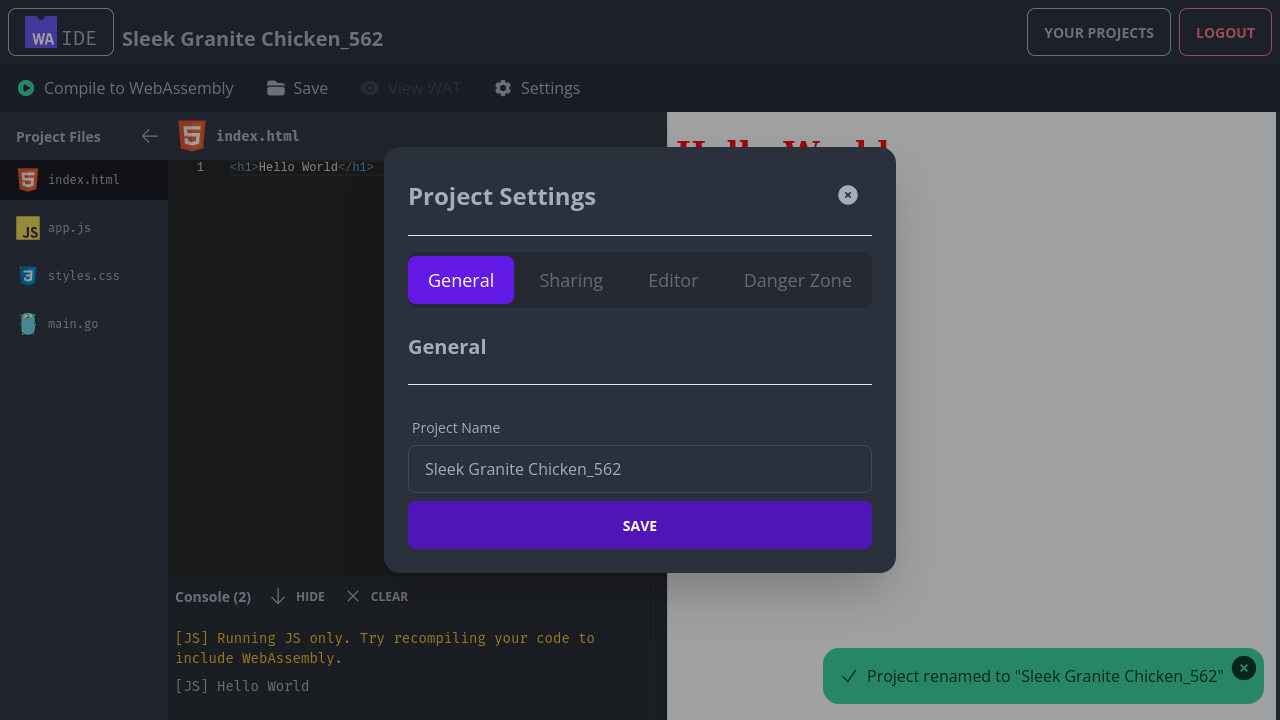 WA IDE
Sleek Granite Chicken_562
YOUR PROJECTS
LOGOUT
Compile to WebAssembly
Save
View WAT
Settings
Project Files
index.html
app.js
JS
styles.css
main.go
index.html
1 <h1>Hello World</h1>
Hello World
Project Settings
General
Sharing
Editor
Danger Zone
General
Project Name
Sleek Granite Chicken_562
SAVE
Console (2)
HIDE
CLEAR
[JS] Running JS only. Try recompiling your code to
include WebAssembly.
[JS] Hello World
Project renamed to "Sleek Granite Chicken_562"